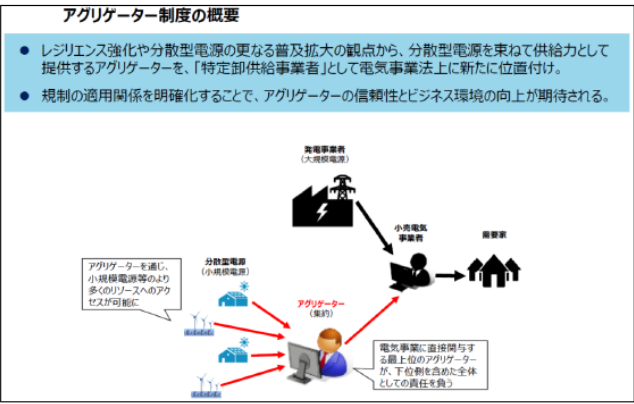 アグリゲーター制度の概要
● レジリエンス強化や分散型電源の更なる普及拡大の観点から、分散型電源を束ねて供給力として
提供するアグリゲーターを、「特定卸供給事業者」として電気事業法上に新たに位置付け。
● 規制の適用関係を明確化することで、アグリゲーターの信頼性とビジネス環境の向上が期待される。
発電事業者
（大規模電源）
小売電気
事業者
需要家
アグリゲーターを通じ、
小規模電源等のより
多くのリソースへのアク
セスが可能に
分散型電源
（小規模電源）
アグリゲーター
（集約）
電気事業に直接関与す
る最上位のアグリゲーター
が、下位側を含めた全体
としての責任を負う